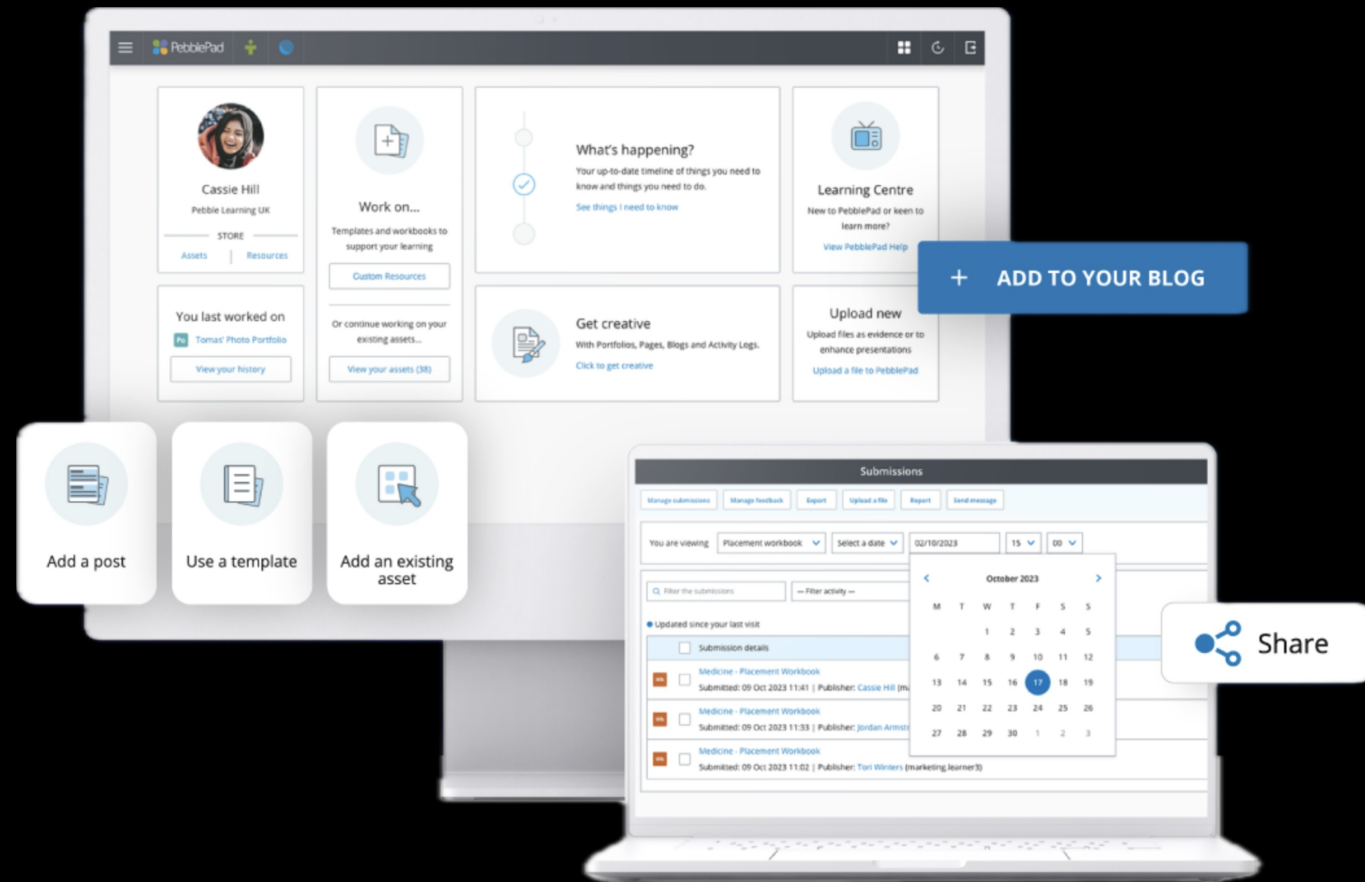 PebblePad
Cassie Hill
Pebble Learning UK
STORE
Assets | Resources
You last worked on
Po Tomas' Photo Portfolio
View your history
Work on...
Templates and workbooks to
support your learning
Custom Resources
Or continue working on your
existing assets...
View your assets (38)
What's happening?
Your up-to-date timeline of things you need to
know and things you need to do.
See things I need to know
Get creative
With Portfolios, Pages, Blogs and Activity Logs.
Click to get creative
Learning Centre
New to PebblePad or keen to
learn more?
View PebblePad Help
+ ADD TO YOUR BLOG
Upload new
Upload files as evidence or to
enhance presentations
Upload a file to PebblePad
Add a post
Use a template
Add an existing
asset
Submissions
Manage submissions Manage feedback Export Upload a file Report Send message
You are viewing Placement workbook Select a date 02/10/2023 15 00
Filter the submissions — Filter activity —
Updated since your last visit
Submission details
Medicine - Placement Workbook
Submitted: 09 Oct 2023 11:41 | Publisher: Cassie Hill
Medicine - Placement Workbook
Submitted: 09 Oct 2023 11:33 | Publisher: Jordan
Medicine - Placement Workbook
Submitted: 09 Oct 2023 11:02 | Publisher: Tori Winters (marketing.learner3)
October 2023
M T W T F S S
1 2 3 4 5
6 7 8 9 10 11 12
13 14 15 16 17 18 19
20 21 22 23 24 25 26
27 28 29 30 1 2 3
Share